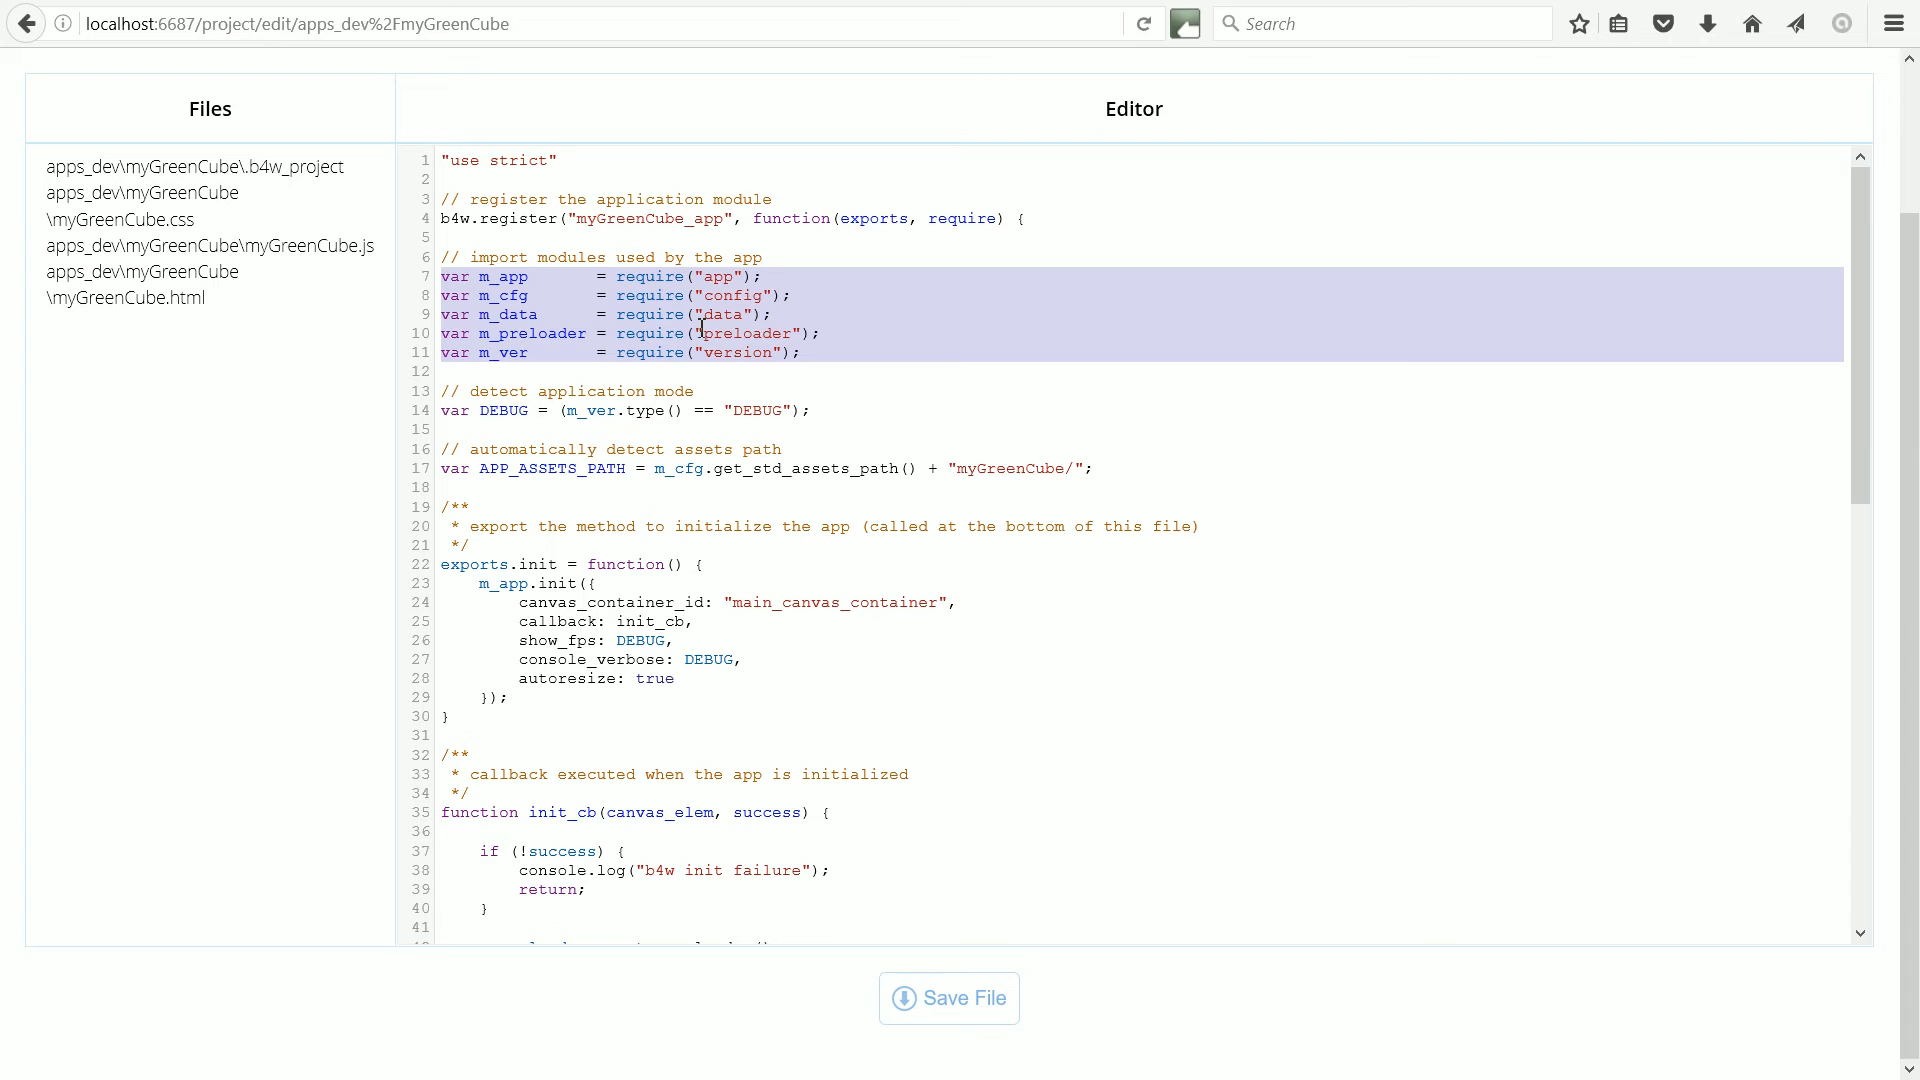 localhost:6687/project/edit/apps_dev%2FmyGreenCube
Search
Files
Editor
apps_dev\myGreenCube\.b4w_project
apps_dev\myGreenCube
\myGreenCube.css
apps_dev\myGreenCube\myGreenCube.js
apps_dev\myGreenCube
\myGreenCube.html
1 "use strict"
2
3 // register the application module
4 b4w.register("myGreenCube_app", function(exports, require) {
5
6 // import modules used by the app
7 var m_app       = require("app");
8 var m_cfg       = require("config");
9 var m_data      = require("data");
10 var m_preloader = require("preloader");
11 var m_ver       = require("version");
12
13 // detect application mode
14 var DEBUG = (m_ver.type() == "DEBUG");
15
16 // automatically detect assets path
17 var APP_ASSETS_PATH = m_cfg.get_std_assets_path() + "myGreenCube/";
18
19 /**
20  * export the method to initialize the app (called at the bottom of this file)
21  */
22 exports.init = function() {
23     m_app.init({
24         canvas_container_id: "main_canvas_container",
25         callback: init_cb,
26         show_fps: DEBUG,
27         console_verbose: DEBUG,
28         autoresize: true
29     });
30 }
31
32 /**
33  * callback executed when the app is initialized
34  */
35 function init_cb(canvas_elem, success) {
36
37     if (!success) {
38         console.log("b4w init failure");
39         return;
40     }
41
Save File